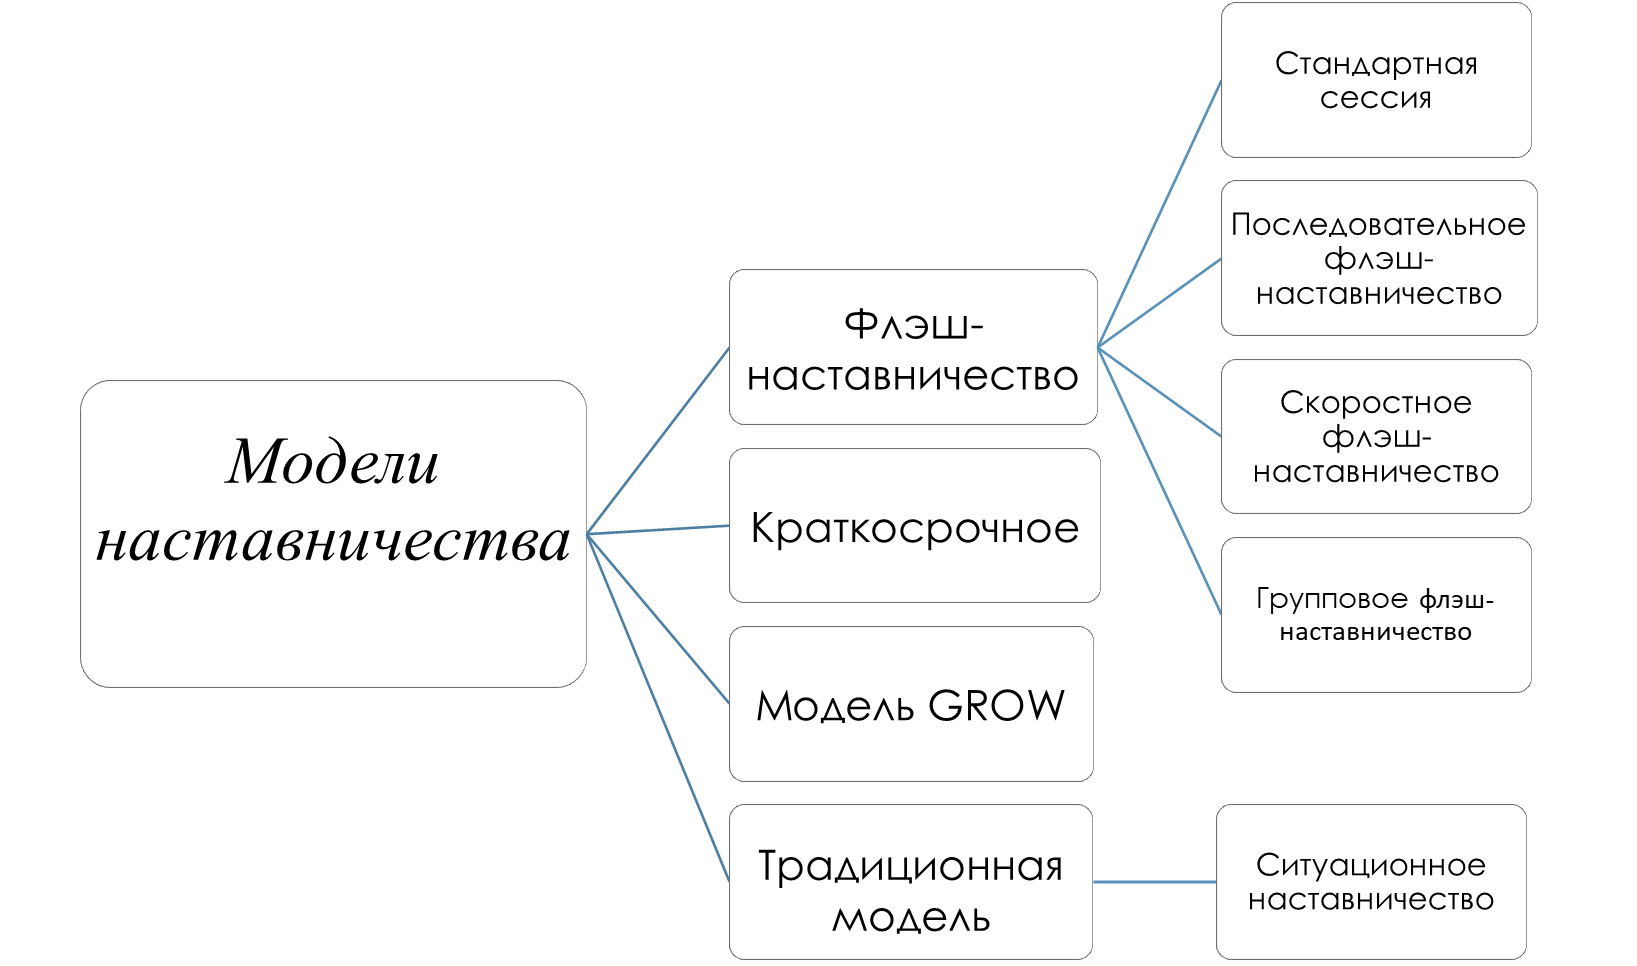 Модели
наставничества
Флэш-
наставничество
Стандартная
сессия
Последовательное
флэш-
наставничество
Скоростное
флэш-
наставничество
Групповое флэш-
наставничество
Краткосрочное
Модель GROW
Традиционная
модель
Ситуационное
наставничество